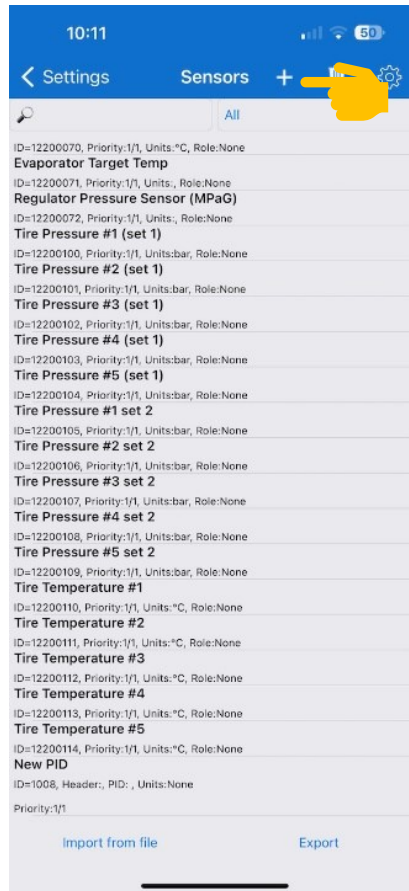 10:11
50
Settings
Sensors
+
All
ID=12200070, Priority:1/1, Units:°C, Role:None
Evaporator Target Temp
ID=12200071, Priority:1/1, Units:, Role:None
Regulator Pressure Sensor (MPaG)
ID=12200072, Priority:1/1, Units:, Role:None
Tire Pressure #1 (set 1)
ID=12200100, Priority:1/1, Units:bar, Role:None
Tire Pressure #2 (set 1)
ID=12200101, Priority:1/1, Units:bar, Role:None
Tire Pressure #3 (set 1)
ID=12200102, Priority:1/1, Units:bar, Role:None
Tire Pressure #4 (set 1)
ID=12200103, Priority:1/1, Units:bar, Role:None
Tire Pressure #5 (set 1)
ID=12200104, Priority:1/1, Units:bar, Role:None
Tire Pressure #1 set 2
ID=12200105, Priority:1/1, Units:bar, Role:None
Tire Pressure #2 set 2
ID=12200106, Priority:1/1, Units:bar, Role:None
Tire Pressure #3 set 2
ID=12200107, Priority:1/1, Units:bar, Role:None
Tire Pressure #4 set 2
ID=12200108, Priority:1/1, Units:bar, Role:None
Tire Pressure #5 set 2
ID=12200109, Priority:1/1, Units:bar, Role:None
Tire Temperature #1
ID=12200110, Priority:1/1, Units:°C, Role:None
Tire Temperature #2
ID=12200111, Priority:1/1, Units:°C, Role:None
Tire Temperature #3
ID=12200112, Priority:1/1, Units:°C, Role:None
Tire Temperature #4
ID=12200113, Priority:1/1, Units:°C, Role:None
Tire Temperature #5
ID=12200114, Priority:1/1, Units:°C, Role:None
New PID
ID=1008, Header:, PID: , Units:None
Priority:1/1
Import from file
Export